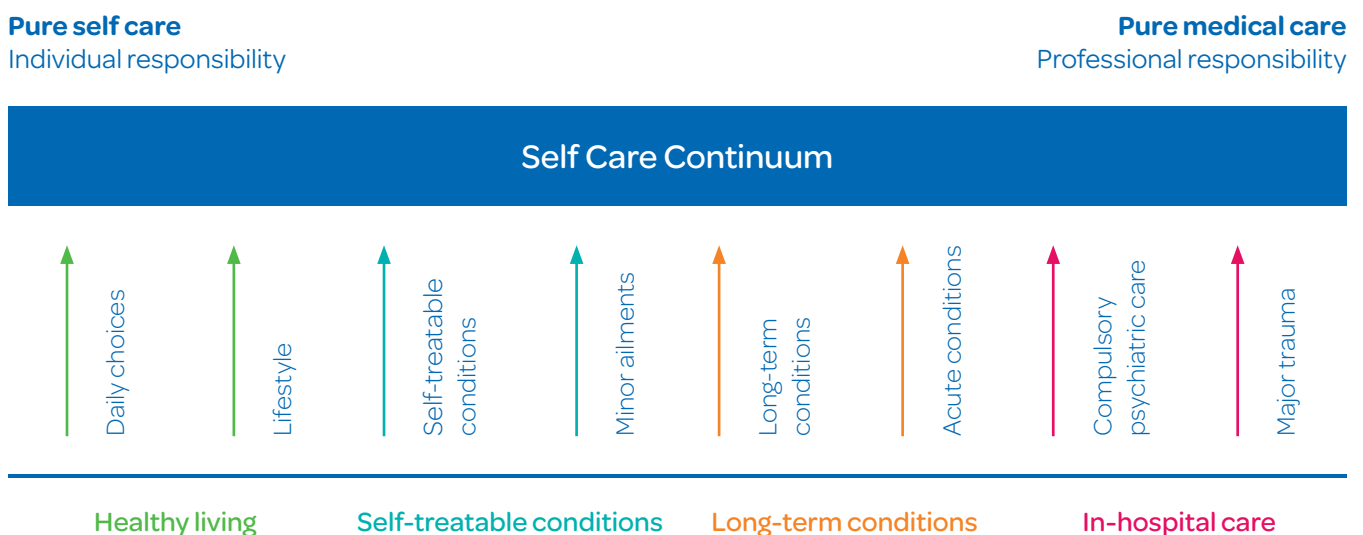 Pure self care
Individual responsibility
Pure medical care
Professional responsibility
Self Care Continuum
Daily choices
Lifestyle
Self-treatable
conditions
Minor ailments
Long-term
conditions
Acute conditions
Compulsory
psychiatric care
Major trauma
Healthy living
Self-treatable conditions
Long-term conditions
In-hospital care